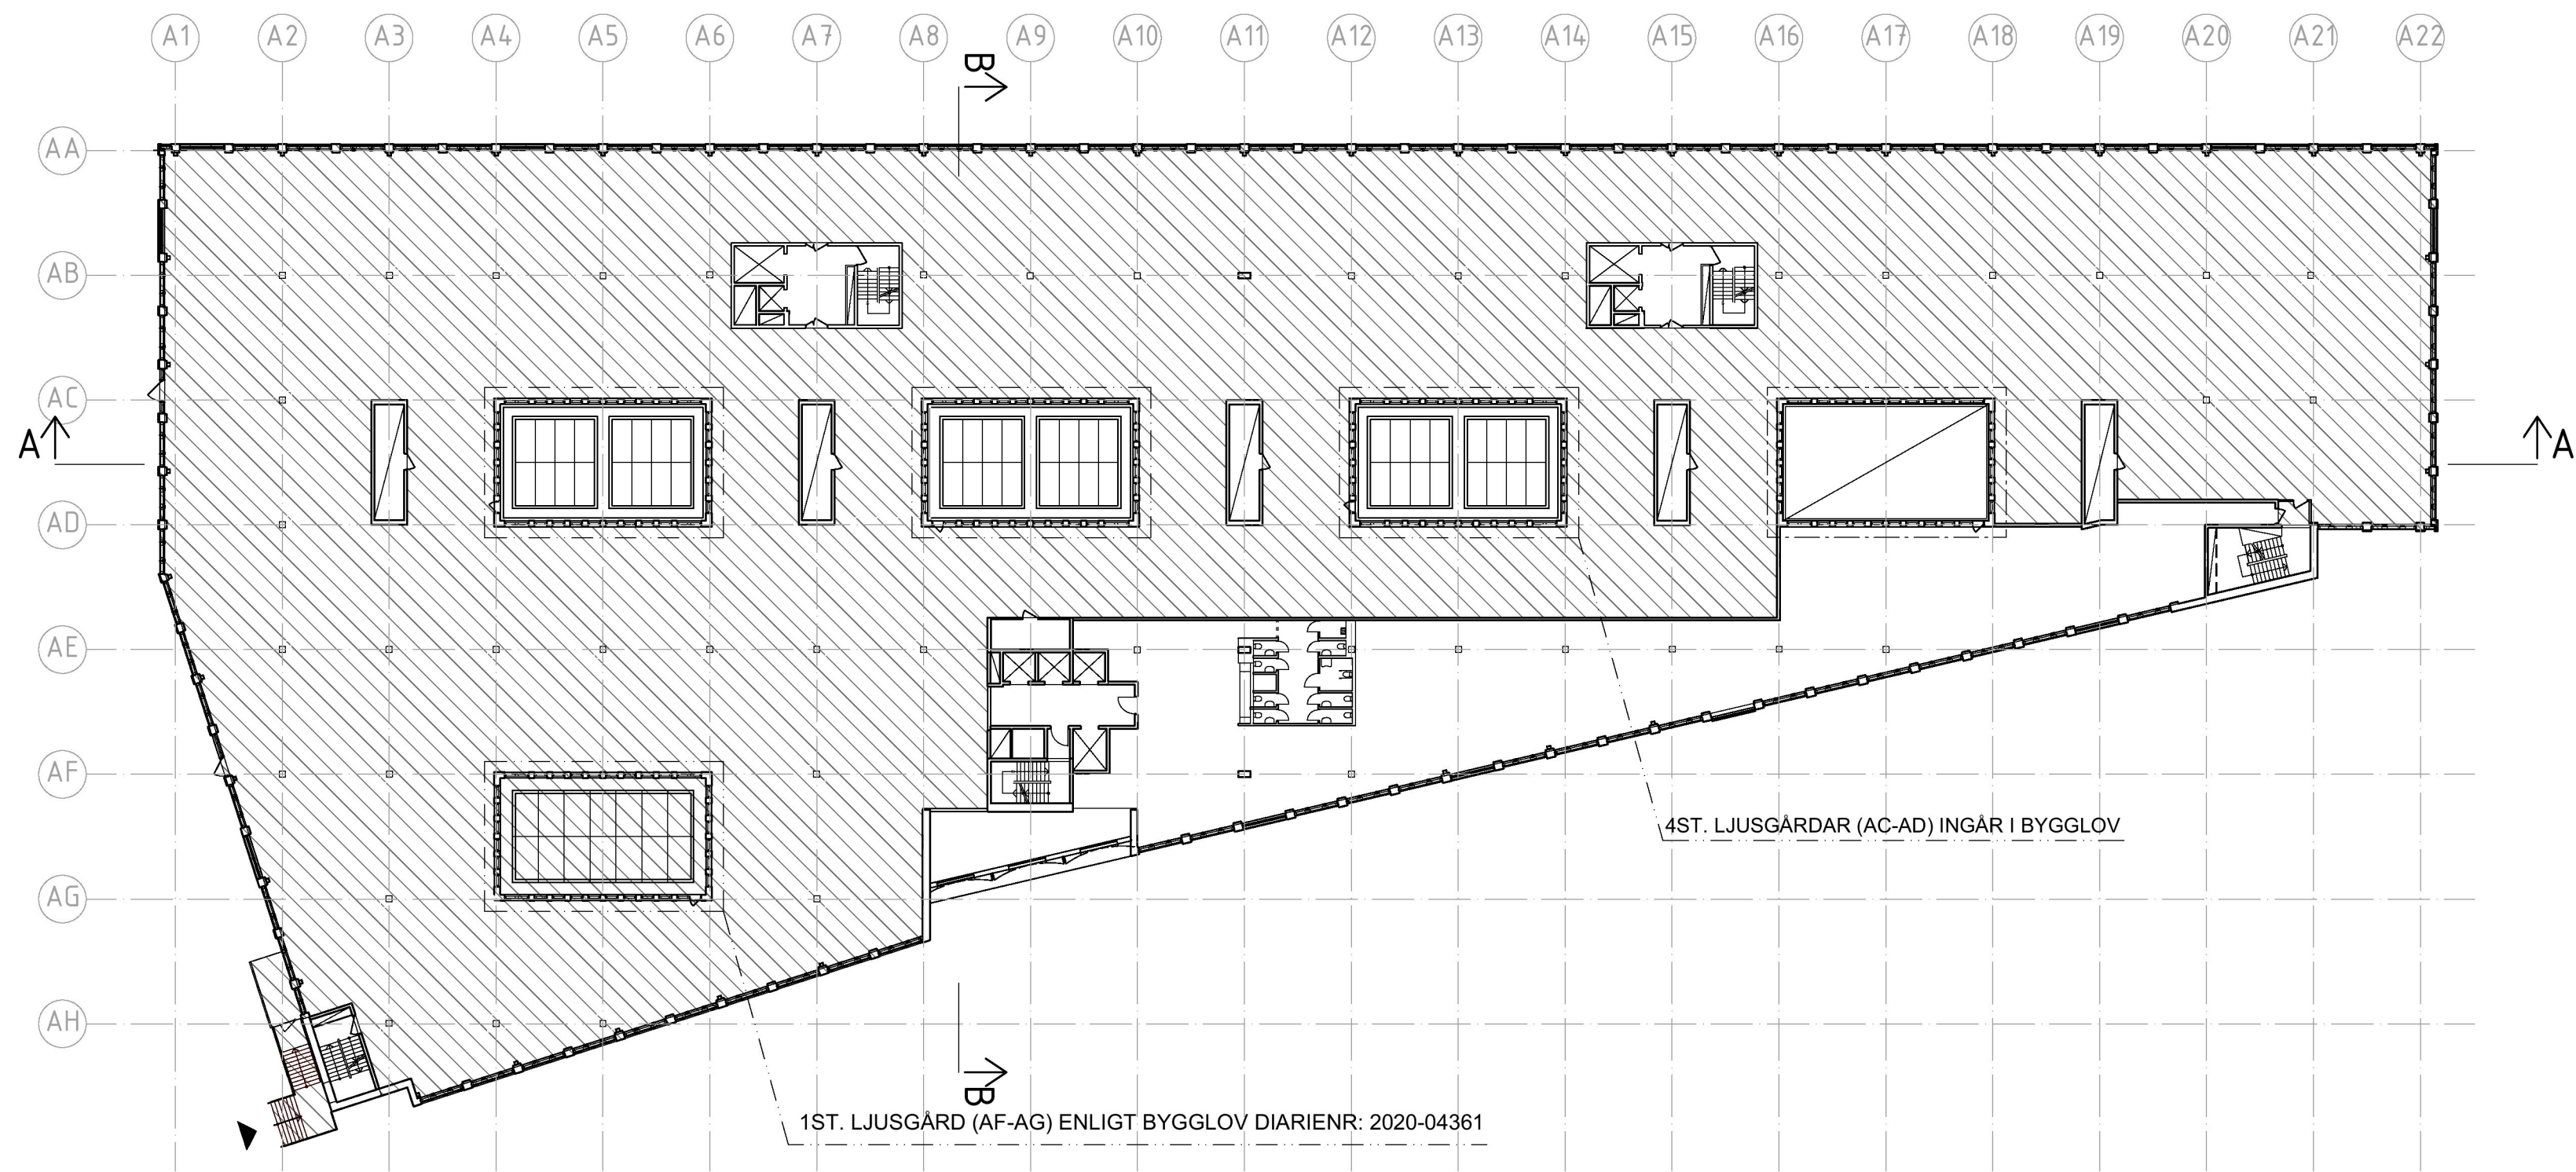 A1 A2 A3 A4 A5 A6 A7 A8 A9 A10 A11 A12 A13 A14 A15 A16 A17 A18 A19 A20 A21 A22
B
AA
AB
AC
A A
AD
AE
AF
4ST. LJUSGÅRDAR (AC-AD) INGÅR I BYGGLOV
AG
AH
B
1ST. LJUSGÅRD (AF-AG) ENLIGT BYGGLOV DIARIENR: 2020-04361